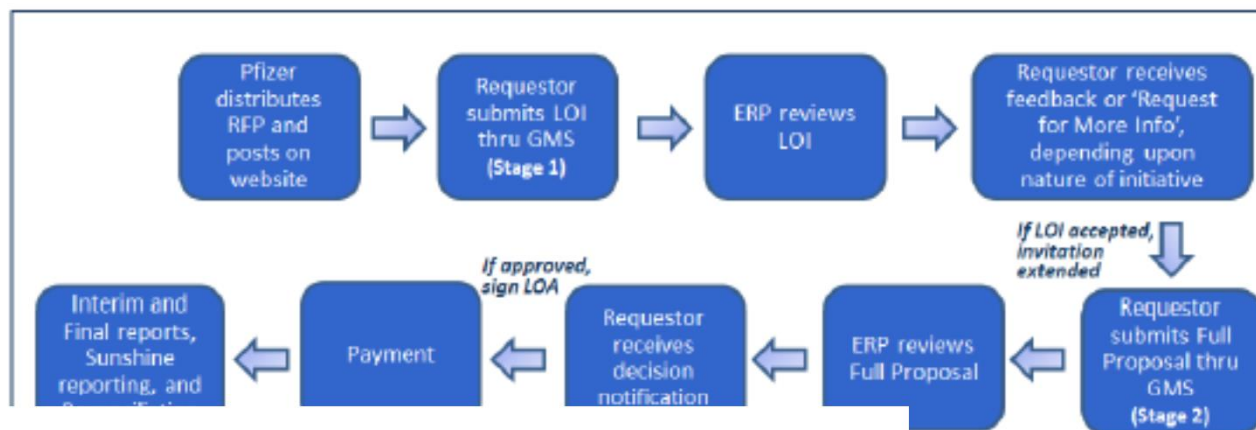 Pfizer
distributes
RFP and
posts on
website
Requestor
submits LOI
thru GMS
(Stage 1)
ERP reviews
LOI
Requestor receives
feedback or 'Request
for More Info',
depending upon
nature of initiative
If LOI accepted,
invitation
extended
Requestor
submits Full
Proposal thru
GMS
(Stage 2)
ERP reviews
Full Proposal
Requestor
receives
decision
notification
If approved,
sign LOA
Payment
Interim and
Final reports,
Sunshine
reporting, and